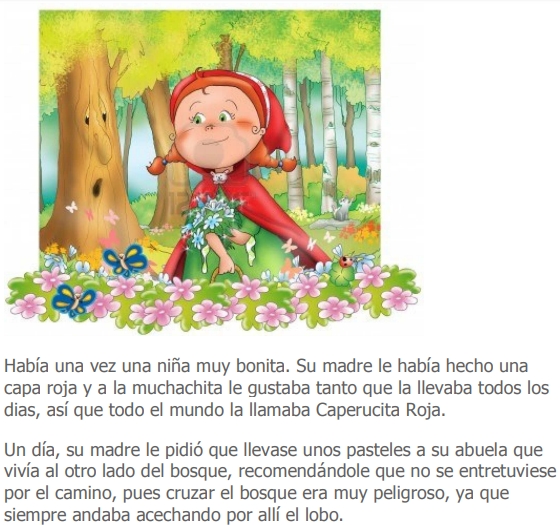 Había una vez una niña muy bonita. Su madre le había hecho una
capa roja y a la muchachita le gustaba tanto que la llevaba todos los
dias, así que todo el mundo la llamaba Caperucita Roja.
Un día, su madre le pidió que llevase unos pasteles a su abuela que
vivía al otro lado del bosque, recomendándole que no se entretuviese
por el camino, pues cruzar el bosque era muy peligroso, ya que
siempre andaba acechando por allí el lobo.